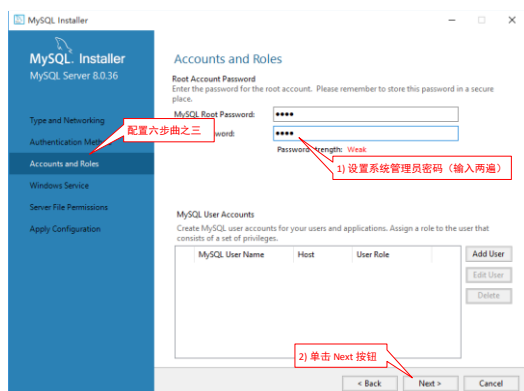 MySQL Installer
MySQL. Installer
MySQL Server 8.0.36
Type and Networking
Authentication Meth
Accounts and Roles
Windows Service
Server File Permissions
Apply Configuration
配置六步曲之三
Accounts and Roles
Root Account Password
Enter the password for the root account. Please remember to store this password in a secure
place.
MySQL Root Password:
••••
word:
••••
Password trength: Weak
1) 设置系统管理员密码（输入两遍）
MySQL User Accounts
Create MySQL user accounts for your users and applications. Assign a role to the user that
consists of a set of privileges.
MySQL User Name Host User Role
Add User
Edit User
Delete
2) 单击 Next 按钮
< Back Next > Cancel